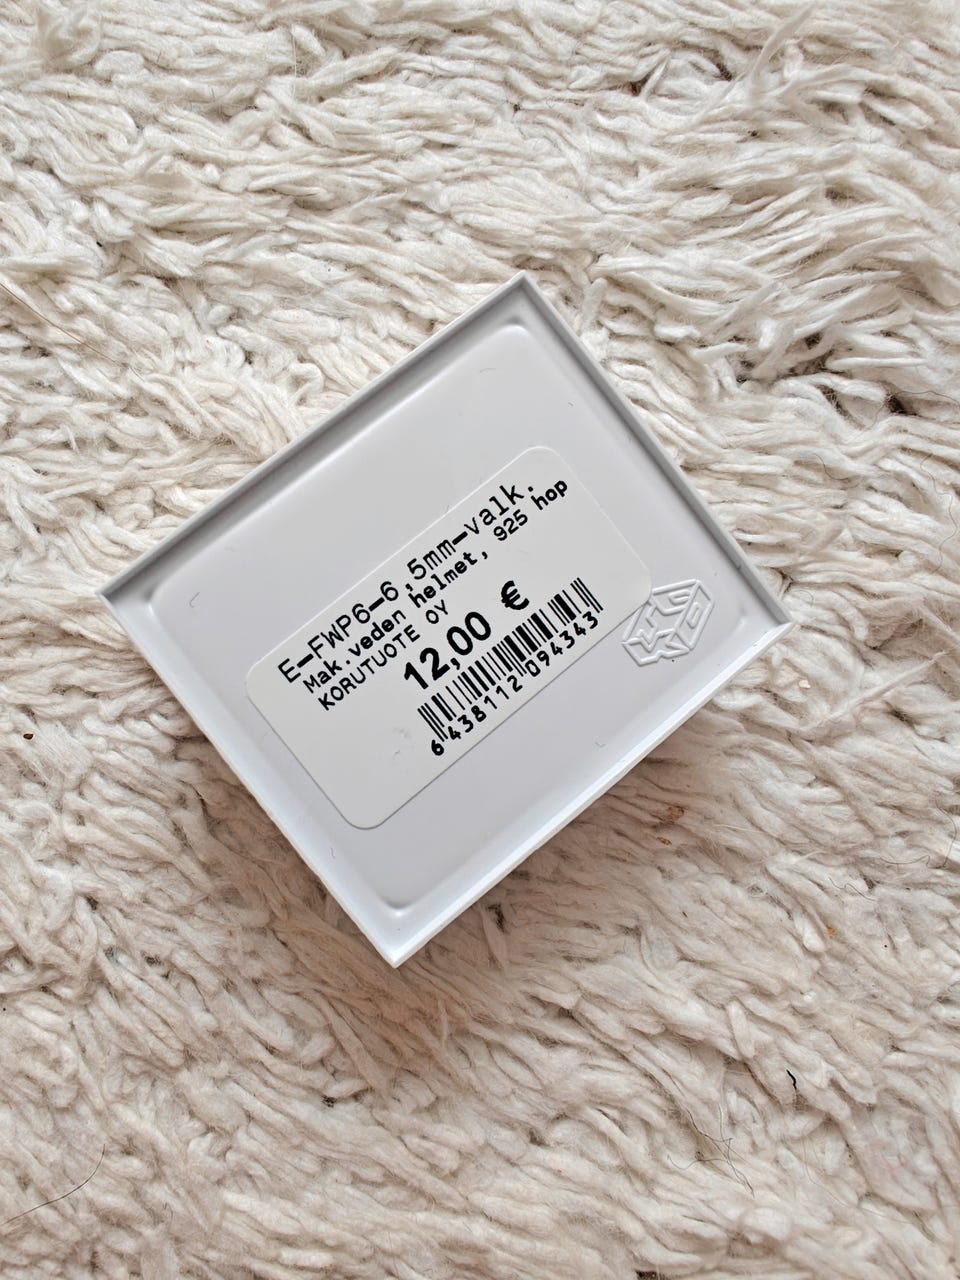 E-FWP6-6,5mm-valk.
Mak.veden helmet, 925 hop
KORUTUOTE OY
12,00 €
6 438112 094343